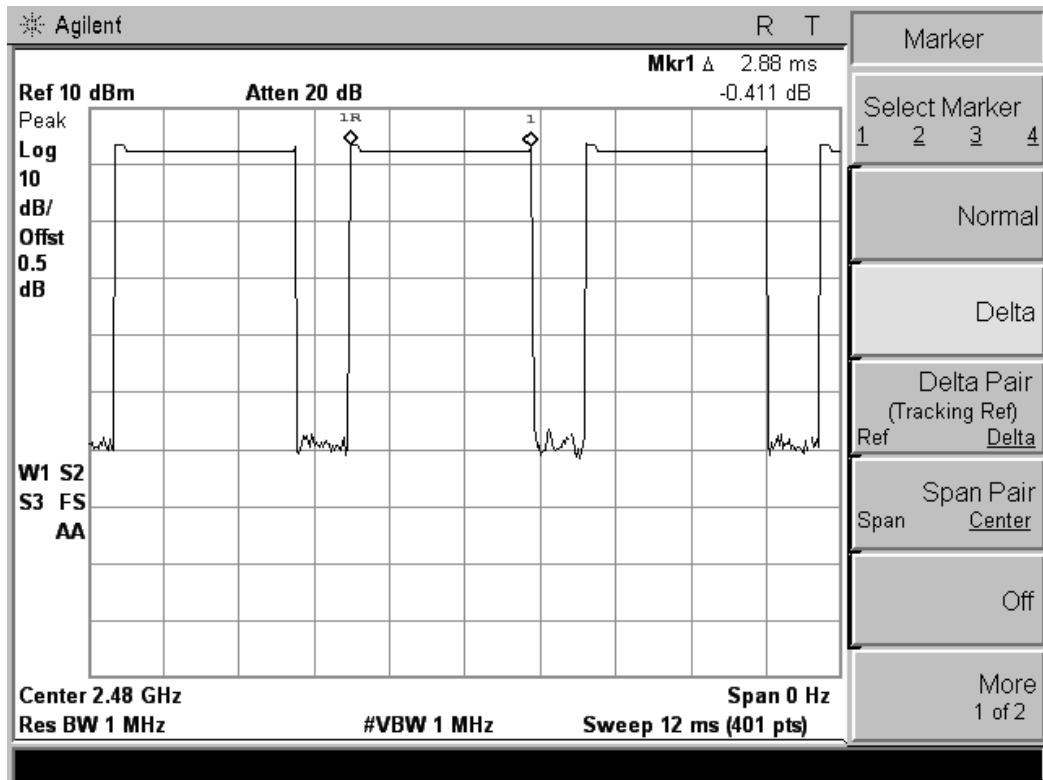 Agilent R T
Mkr1 Δ 2.88 ms
Ref 10 dBm Atten 20 dB -0.411 dB
Peak
Log
10
dB/
Offst
0.5
dB
1R 1
W1 S2
S3 FS
AA
Center 2.48 GHz Span 0 Hz
Res BW 1 MHz #VBW 1 MHz Sweep 12 ms (401 pts)
Marker
Select Marker
1 2 3 4
Normal
Delta
Delta Pair
(Tracking Ref)
Ref Delta
Span Pair
Span Center
Off
More
1 of 2